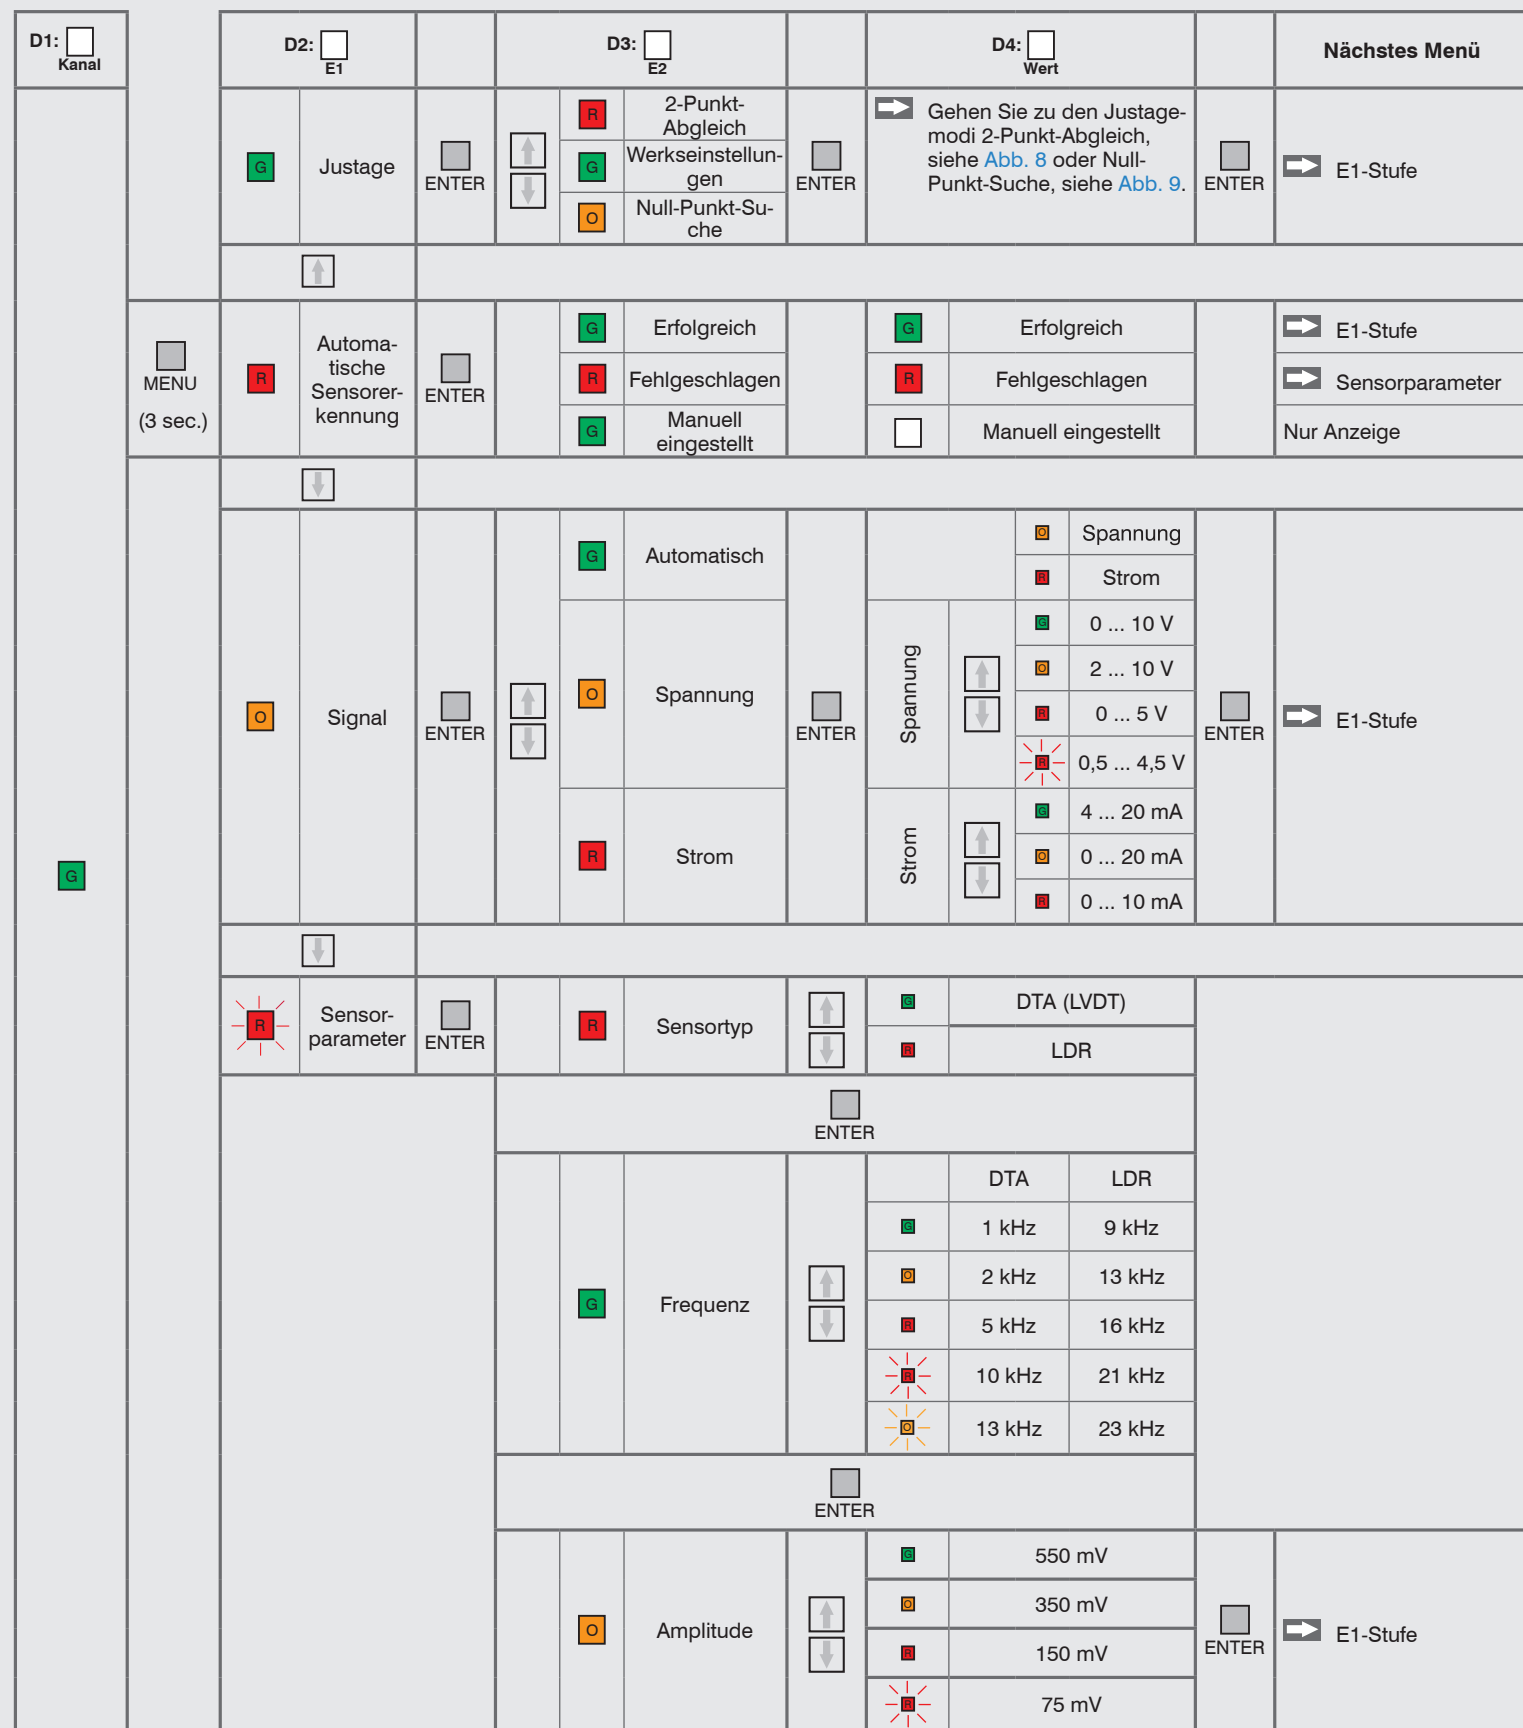 D1:
Kanal
D2:
E1
D3:
E2
D4:
Wert
Nächstes Menü
G
Justage
ENTER
R
2-Punkt-
Abgleich
G
Werkseinstellun-
gen
O
Null-Punkt-Su-
che
ENTER
Gehen Sie zu den Justage-
modi 2-Punkt-Abgleich,
siehe Abb. 8 oder Null-
Punkt-Suche, siehe Abb. 9.
ENTER
E1-Stufe
MENU
(3 sec.)
R
Automa-
tische
Sensorer-
kennung
ENTER
G
Erfolgreich
G
Erfolgreich
E1-Stufe
R
Fehlgeschlagen
R
Fehlgeschlagen
Sensorparameter
G
Manuell
eingestellt
Manuell eingestellt
Nur Anzeige
G
O
Signal
ENTER
G
Automatisch
O
Spannung
R
Strom
ENTER
O
Spannung
R
Strom
Spannung
G
0 ... 10 V
O
2 ... 10 V
R
0 ... 5 V
R
0,5 ... 4,5 V
Strom
G
4 ... 20 mA
O
0 ... 20 mA
R
0 ... 10 mA
ENTER
E1-Stufe
R
Sensor-
parameter
ENTER
R
Sensortyp
G
DTA (LVDT)
R
LDR
ENTER
G
Frequenz
DTA
LDR
G
1 kHz
9 kHz
O
2 kHz
13 kHz
R
5 kHz
16 kHz
R
10 kHz
21 kHz
O
13 kHz
23 kHz
ENTER
O
Amplitude
G
550 mV
O
350 mV
R
150 mV
R
75 mV
ENTER
E1-Stufe